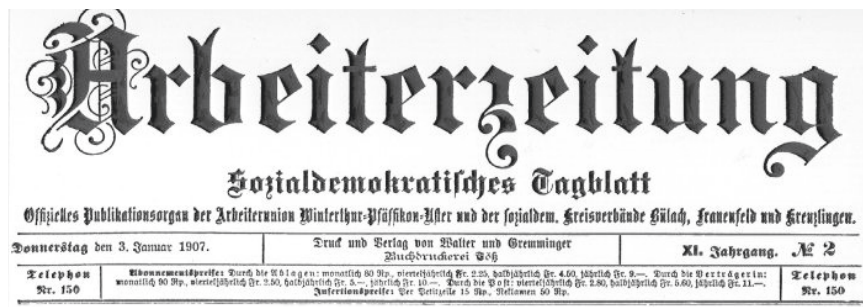 Arbeiterzeitung
Sozialdemokratisches Tagblatt
Offizielles Publikationsorgan der Arbeiterunion Winterthur-Pfäffikon-Uster und der sozialdem. Kreisverbände Bülach, Frauenfeld und Kreuzlingen.
Donnerstag den 3. Januar 1907.
Druck und Verlag von Walter und Gremminger
Buchdruckerei Töß
XI. Jahrgang. № 2
Telephon
Nr. 150
Abonnementspreise: Durch die Ablagen: monatlich 80 Rp., vierteljährlich Fr. 2.25, halbjährlich Fr. 4.50, jährlich Fr. 9.—. Durch die Verträgerin:
monatlich 90 Rp., vierteljährlich Fr. 2.50, halbjährlich Fr. 5.—, jährlich Fr. 10.—. Durch die Post: vierteljährlich Fr. 2.80, halbjährlich Fr. 5.60, jährlich Fr. 11.—.
Insertionspreise: Per Petitzeile 15 Rp., Reklamen 50 Rp.
Telephon
Nr. 150